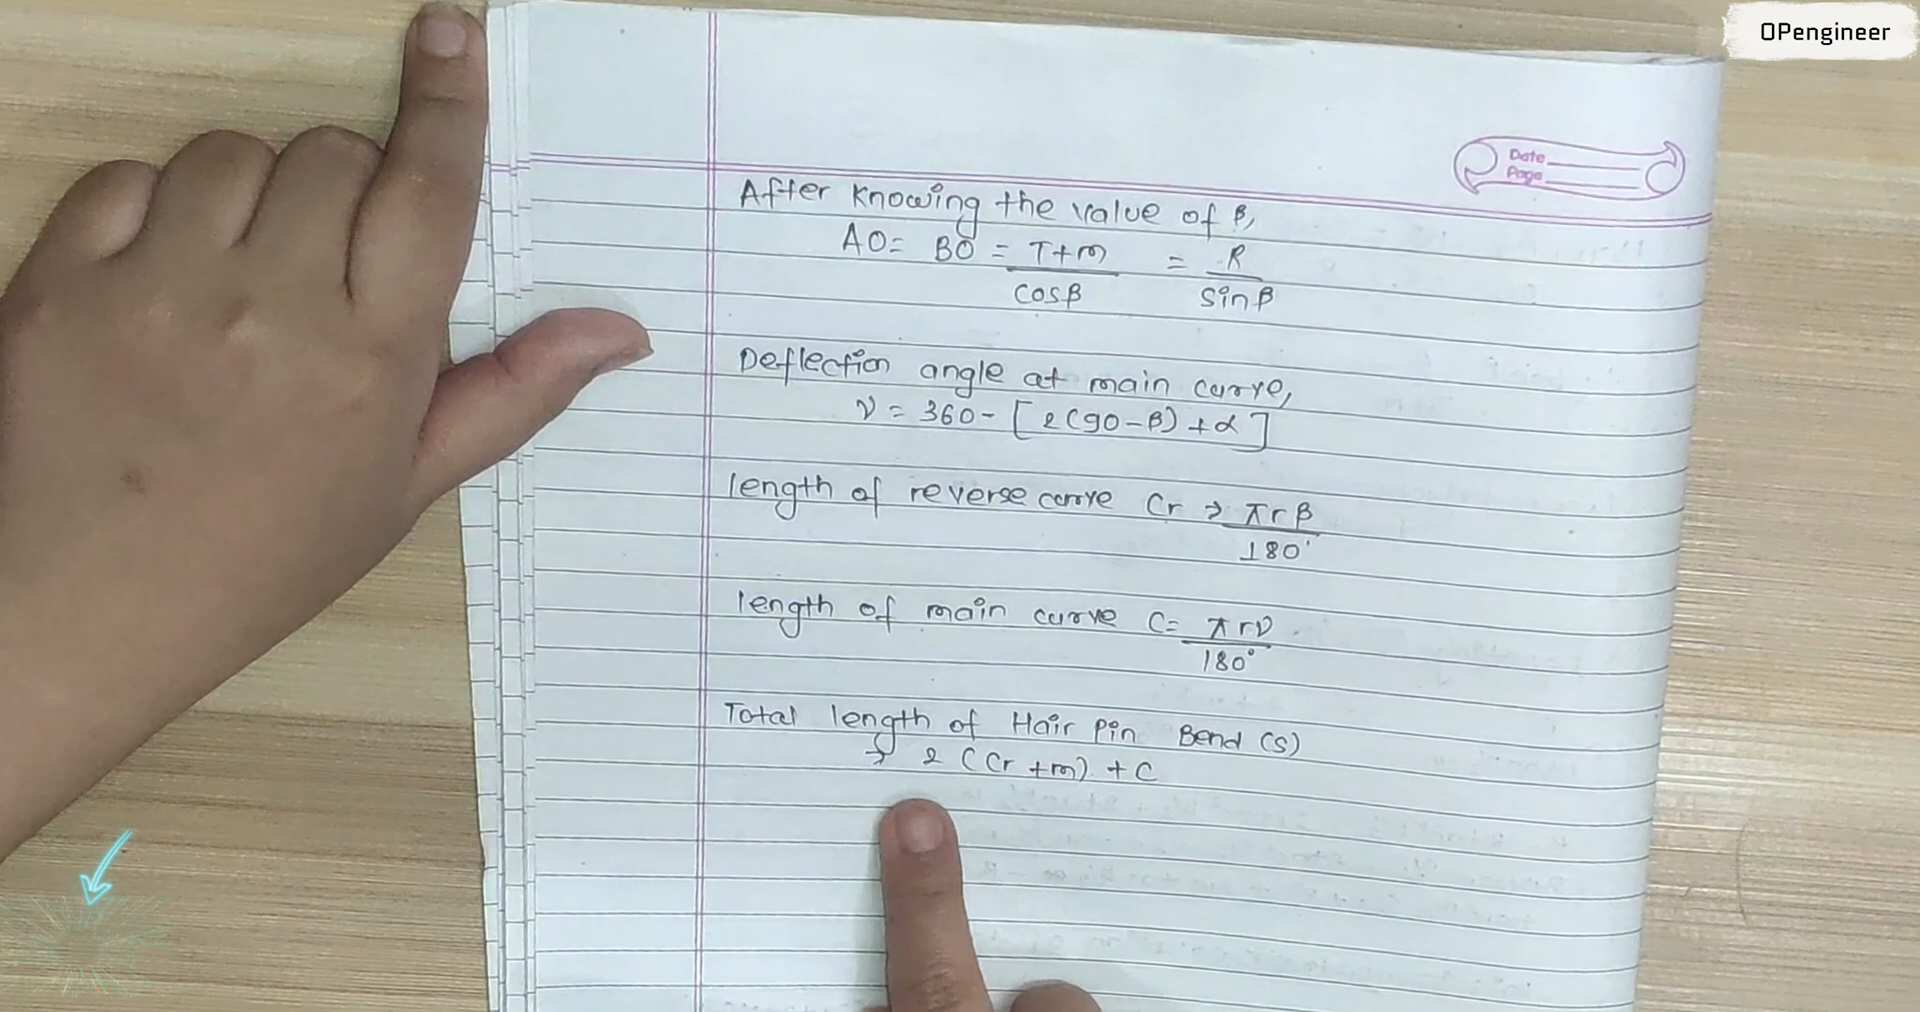 OPengineer
Date
Page
After knowing the value of β,
AO = BO = T+m / cosβ = R / sinβ
Deflection angle at main curve,
γ = 360 - [2(90-β) + α]
length of reverse curve Cr → πrβ / 180°
length of main curve C = πrγ / 180°
Total length of Hair Pin Bend (s)
→ 2 (Cr + m) + C